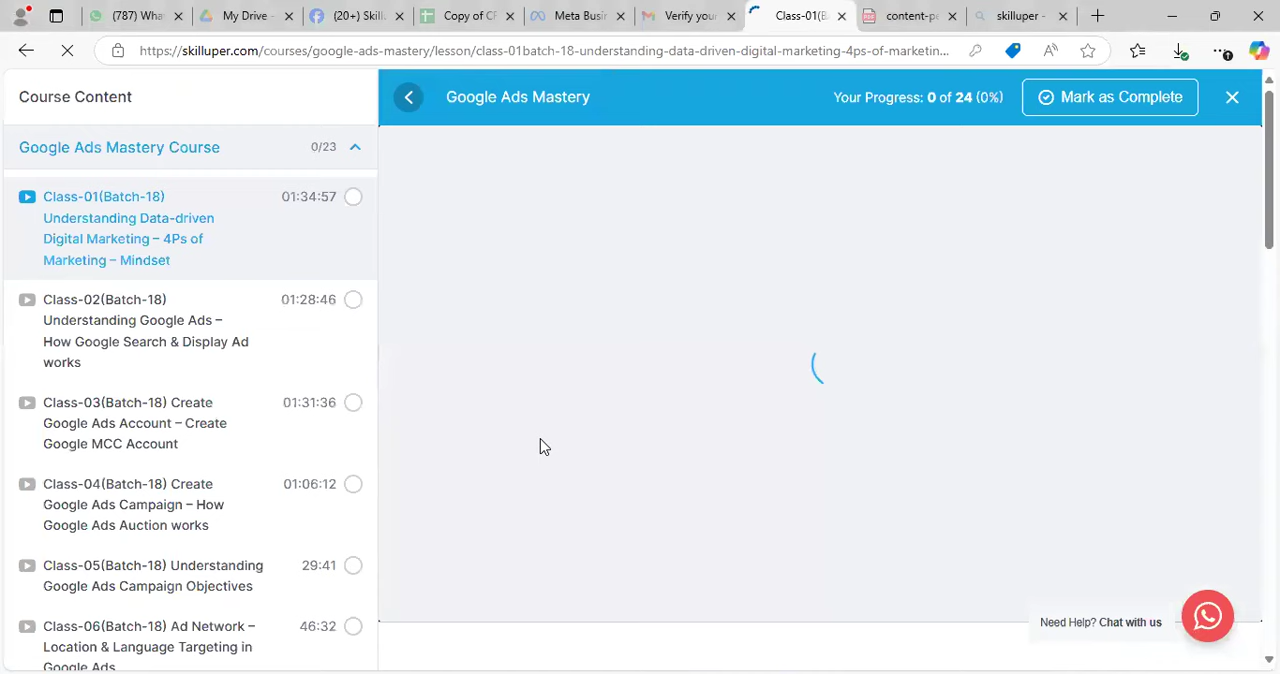 (787) What
My Drive -
(20+) Skill
Copy of CF
Meta Busin
Verify your
Class-01(B
content-pe
skilluper -
https://skilluper.com/courses/google-ads-mastery/lesson/class-01batch-18-understanding-data-driven-digital-marketing-4ps-of-marketin...
Course Content
Google Ads Mastery
Your Progress: 0 of 24 (0%)
Mark as Complete
Google Ads Mastery Course
0/23
Class-01(Batch-18)
01:34:57
Understanding Data-driven
Digital Marketing – 4Ps of
Marketing – Mindset
Class-02(Batch-18)
01:28:46
Understanding Google Ads –
How Google Search & Display Ad
works
Class-03(Batch-18) Create
01:31:36
Google Ads Account – Create
Google MCC Account
Class-04(Batch-18) Create
01:06:12
Google Ads Campaign – How
Google Ads Auction works
Class-05(Batch-18) Understanding
29:41
Google Ads Campaign Objectives
Class-06(Batch-18) Ad Network –
46:32
Location & Language Targeting in
Google Ads
Need Help? Chat with us